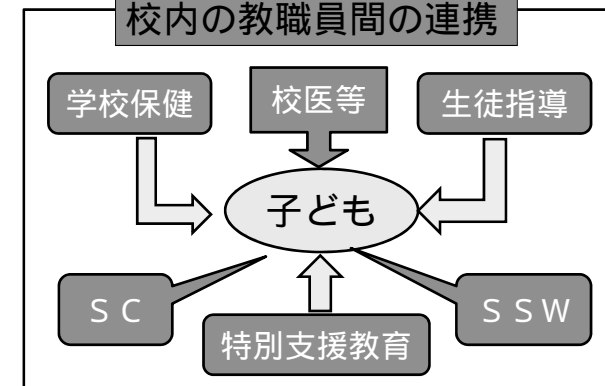 校内の教職員間の連携
学校保健
校医等
生徒指導
子ども
ＳＣ
ＳＳＷ
特別支援教育